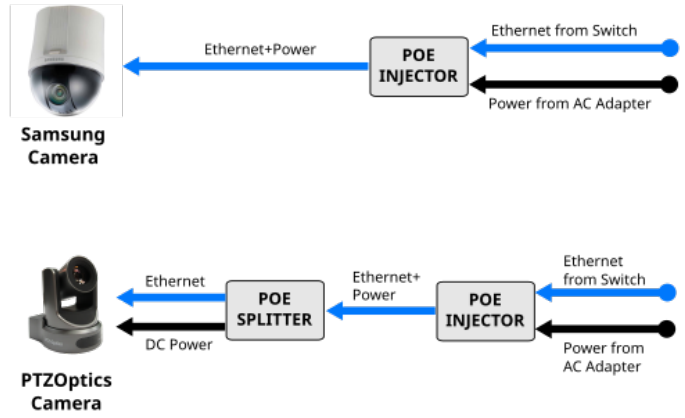 Ethernet+Power
POE
INJECTOR
Ethernet from Switch
Power from AC Adapter
Samsung
Camera
Ethernet
DC Power
POE
SPLITTER
Ethernet+
Power
POE
INJECTOR
Ethernet
from Switch
Power from
AC Adapter
PTZOptics
Camera